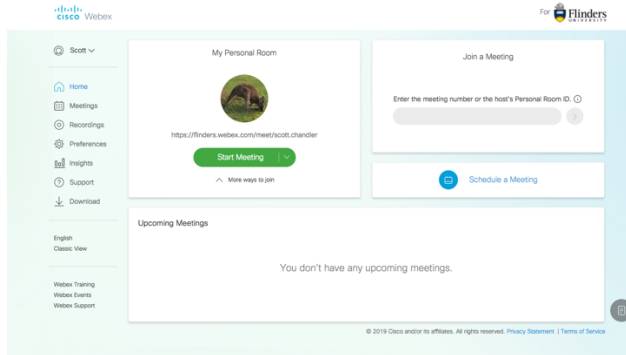 CISCO Webex
For Flinders
UNIVERSITY
Scott
Home
Meetings
Recordings
Preferences
Insights
Support
Download
English
Classic View
Webex Training
Webex Events
Webex Support
My Personal Room
https://flinders.webex.com/meet/scott.chandler
Start Meeting
More ways to join
Join a Meeting
Enter the meeting number or the host's Personal Room ID.
Schedule a Meeting
Upcoming Meetings
You don't have any upcoming meetings.
© 2019 Cisco and/or its affiliates. All rights reserved. Privacy Statement | Terms of Service